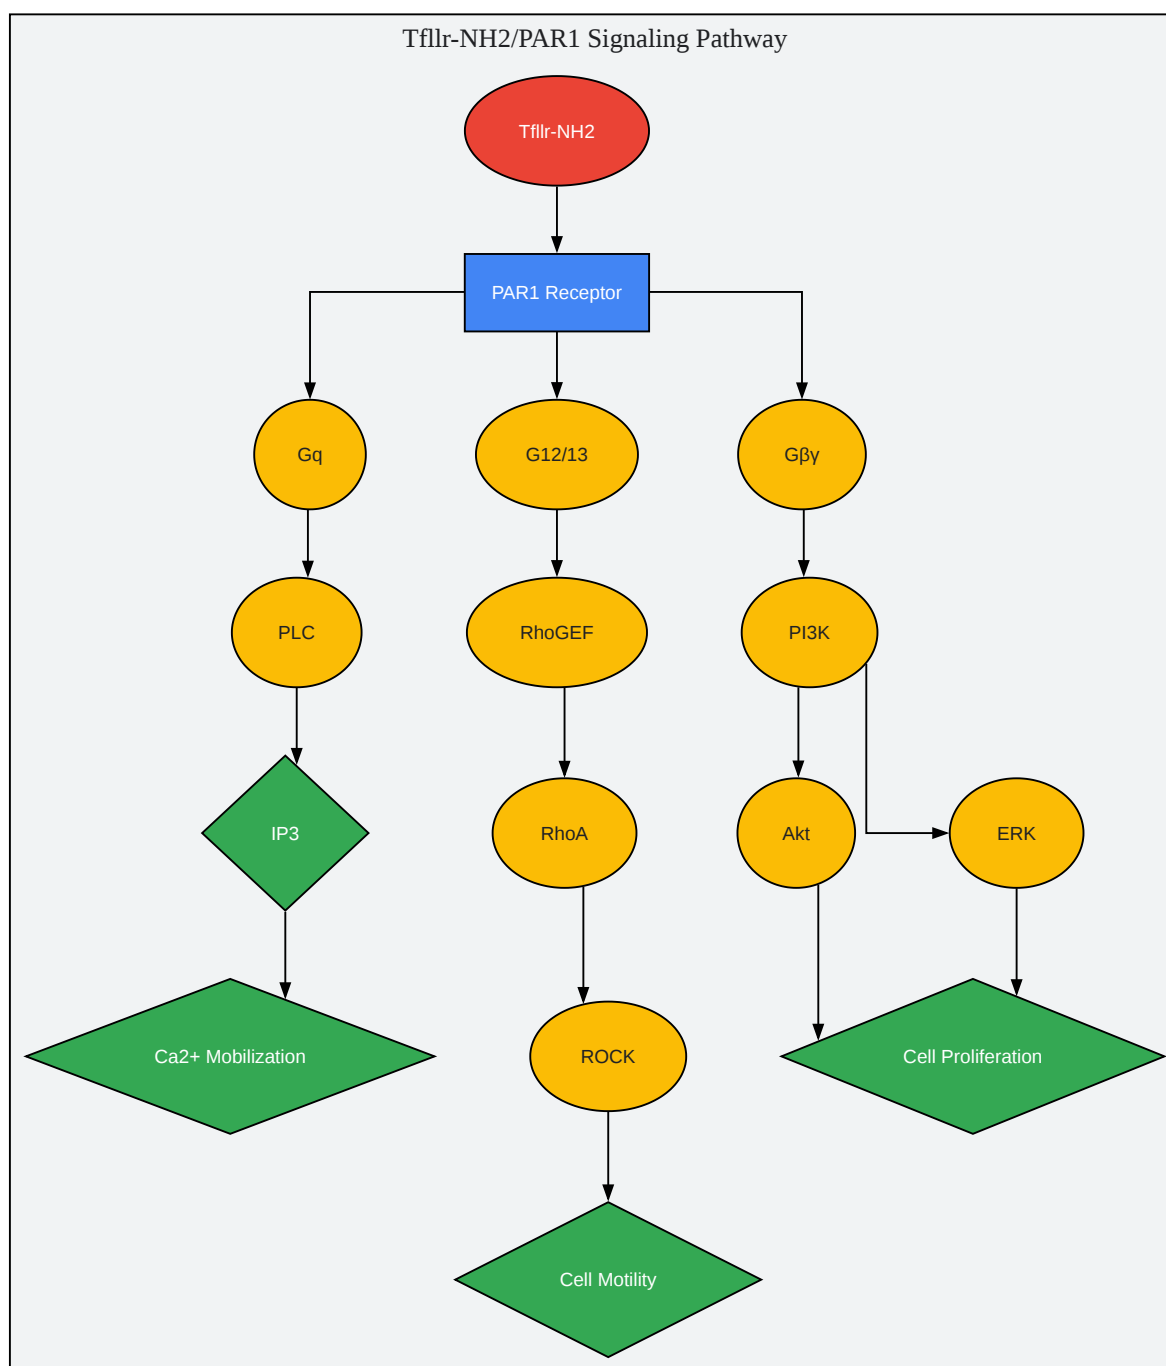 Tfllr-NH2/PAR1 Signaling Pathway
Tfllr-NH2
PAR1 Receptor
Gq
G12/13
Gβγ
PLC
RhoGEF
PI3K
IP3
RhoA
Akt
ERK
Ca2+ Mobilization
ROCK
Cell Proliferation
Cell Motility